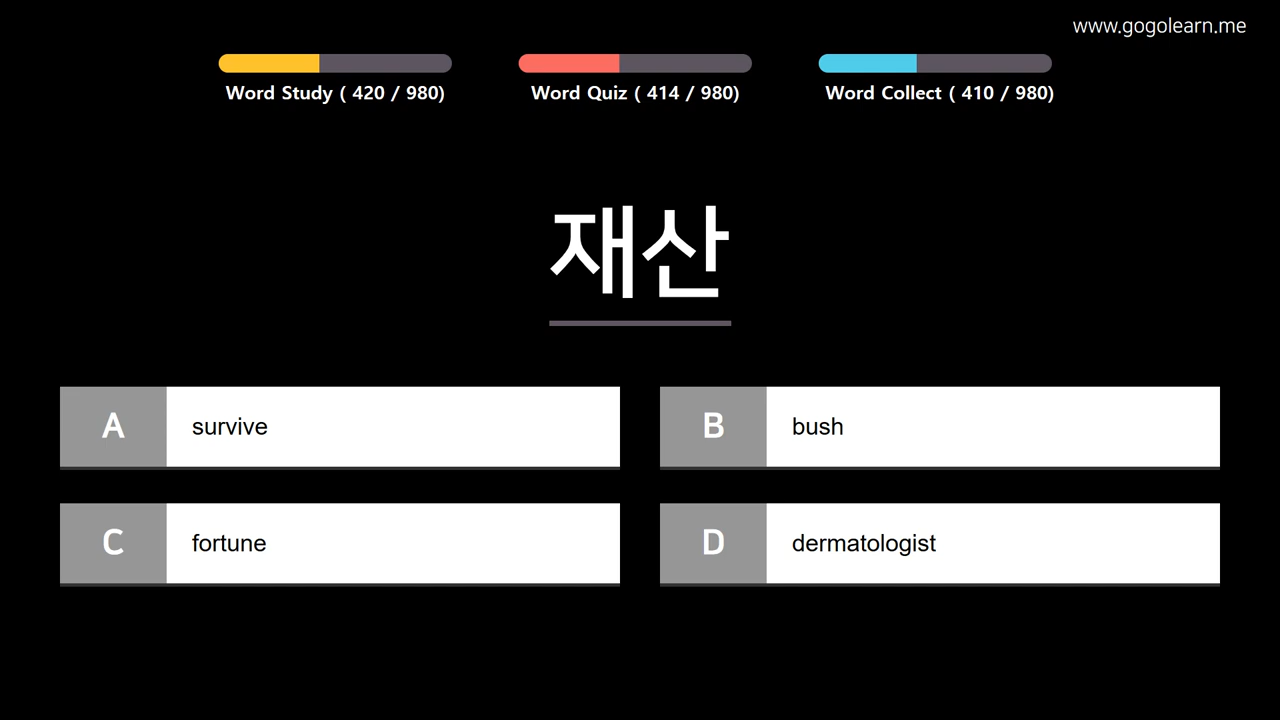 www.gogolearn.me
Word Study ( 420 / 980)
Word Quiz ( 414 / 980)
Word Collect ( 410 / 980)
재산
A survive
B bush
C fortune
D dermatologist